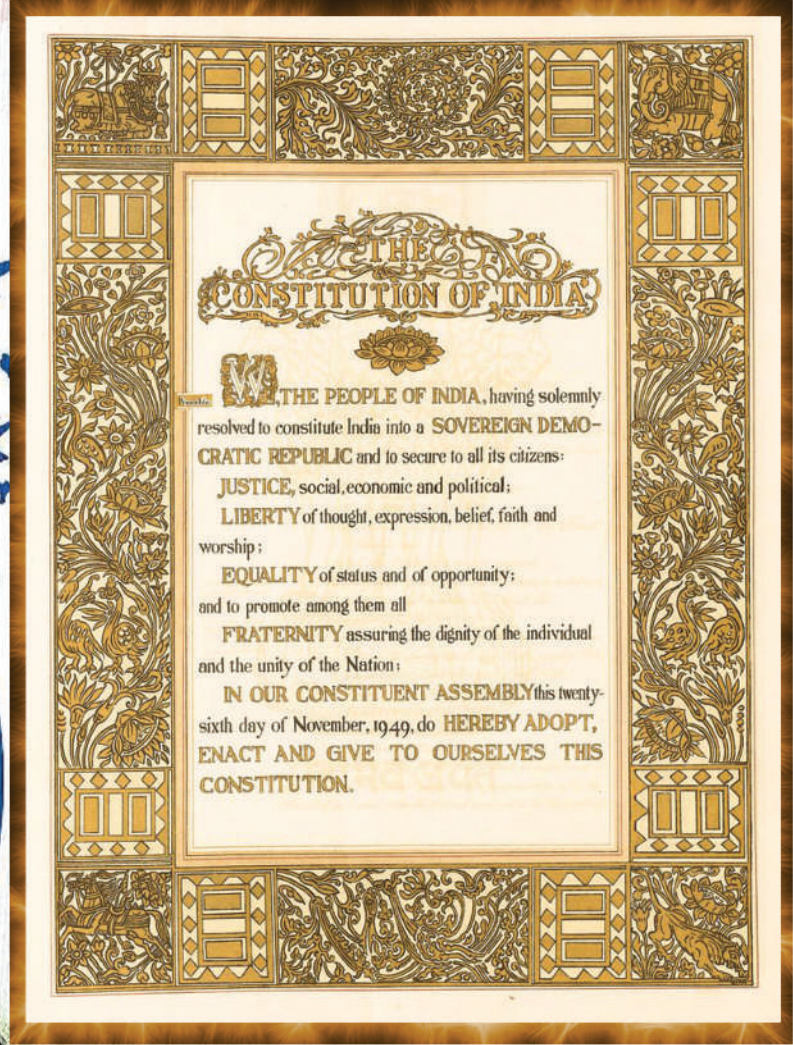 THE
CONSTITUTION OF INDIA
WE, THE PEOPLE OF INDIA, having solemnly
resolved to constitute India into a SOVEREIGN DEMO-
CRATIC REPUBLIC and to secure to all its citizens:
JUSTICE, social, economic and political;
LIBERTY of thought, expression, belief, faith and
worship;
EQUALITY of status and of opportunity;
and to promote among them all
FRATERNITY assuring the dignity of the individual
and the unity of the Nation;
IN OUR CONSTITUENT ASSEMBLY this twenty-
sixth day of November, 1949, do HEREBY ADOPT,
ENACT AND GIVE TO OURSELVES THIS
CONSTITUTION.